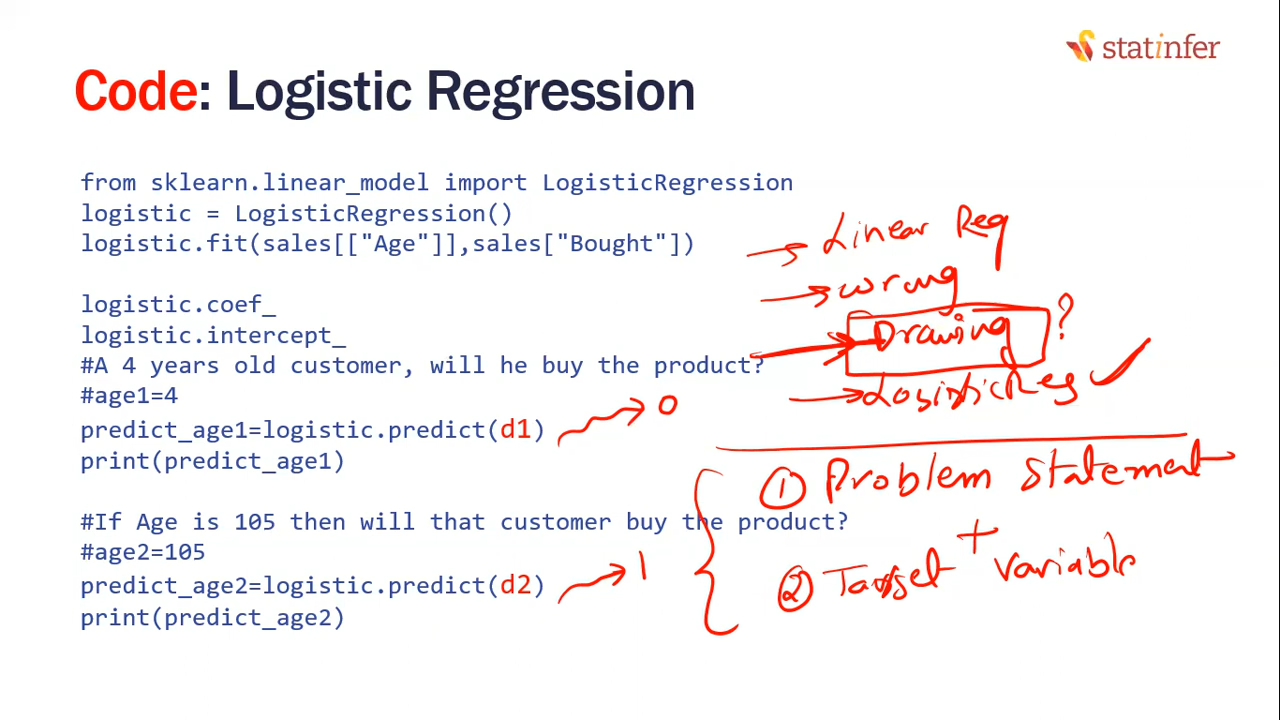 statinfer
Code: Logistic Regression
from sklearn.linear_model import LogisticRegression
logistic = LogisticRegression()
logistic.fit(sales[["Age"]],sales["Bought"])
logistic.coef_
logistic.intercept_
#A 4 years old customer, will he buy the product?
#age1=4
predict_age1=logistic.predict(d1)
print(predict_age1)
#If Age is 105 then will that customer buy the product?
#age2=105
predict_age2=logistic.predict(d2)
print(predict_age2)
→ Linear Reg
→ wrong
→ Drawing ?
→ Logistic Reg ✓
→ 0
→ 1
① Problem statement
+
② Target variable